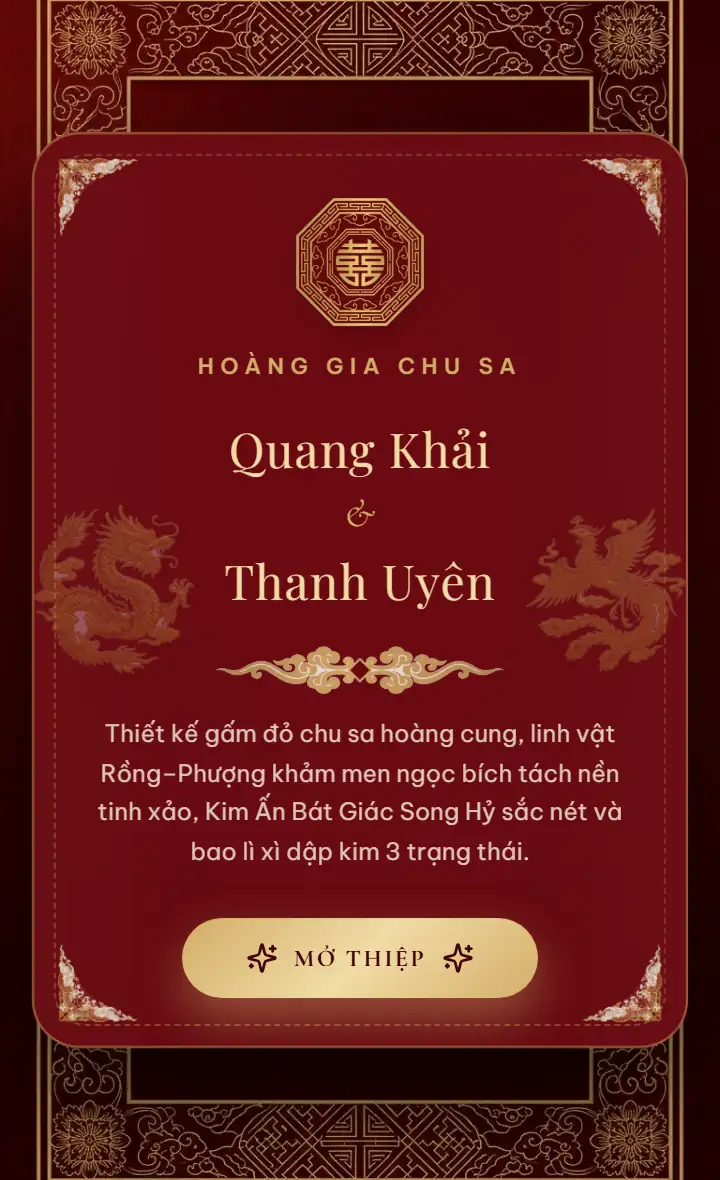 囍
HOÀNG GIA CHU SA
Quang Khải
&
Thanh Uyên
Thiết kế gấm đỏ chu sa hoàng cung, linh vật
Rồng–Phượng khảm men ngọc bích tách nền
tinh xảo, Kim Ấn Bát Giác Song Hỷ sắc nét và
bao lì xì dập kim 3 trạng thái.
MỞ THIỆP